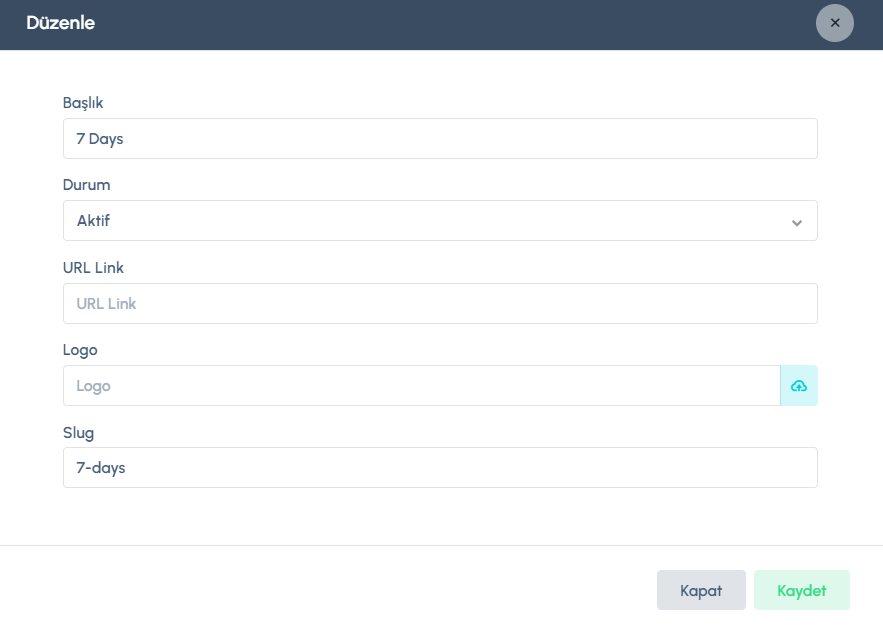 Düzenle
Başlık
7 Days
Durum
Aktif
URL Link
URL Link
Logo
Logo
Slug
7-days
Kapat
Kaydet